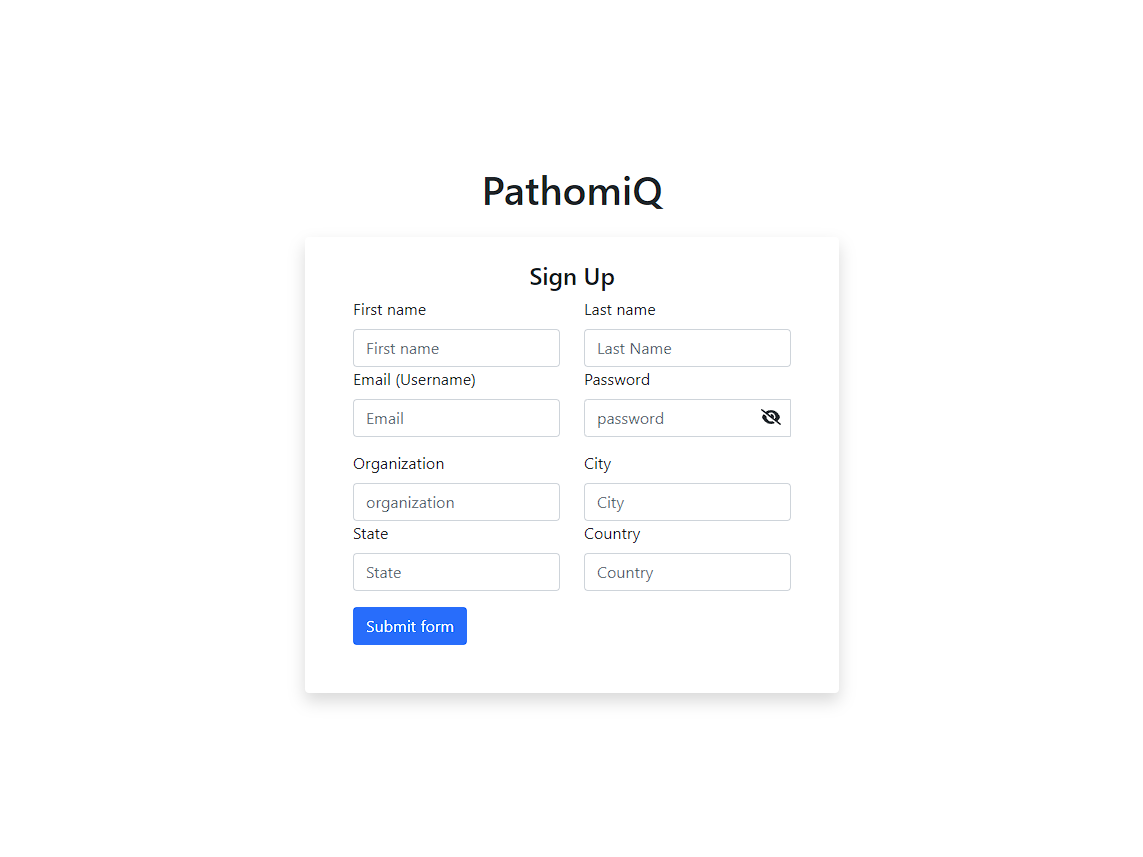 PathomiQ
Sign Up
First name Last name
First name Last Name
Email (Username) Password
Email password
Organization City
organization City
State Country
State Country
Submit form